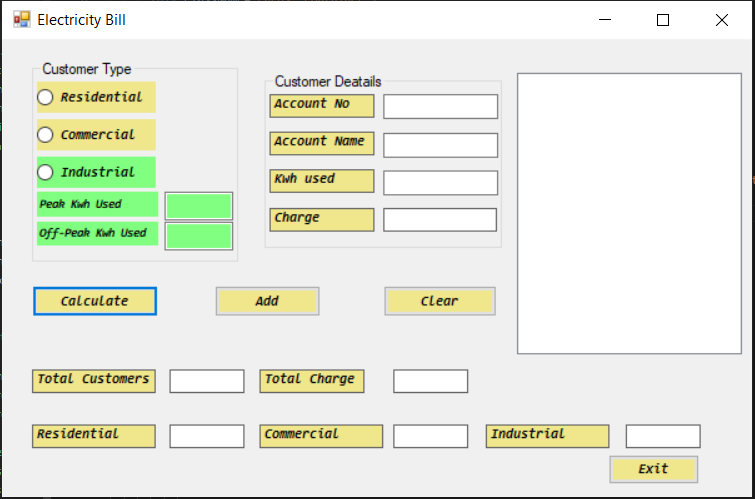 Electricity Bill
Customer Type
Residential
Commercial
Industrial
Peak Kwh Used
Off-Peak Kwh Used
Customer Deatails
Account No
Account Name
Kwh used
Charge
Calculate
Add
Clear
Total Customers
Total Charge
Residential
Commercial
Industrial
Exit